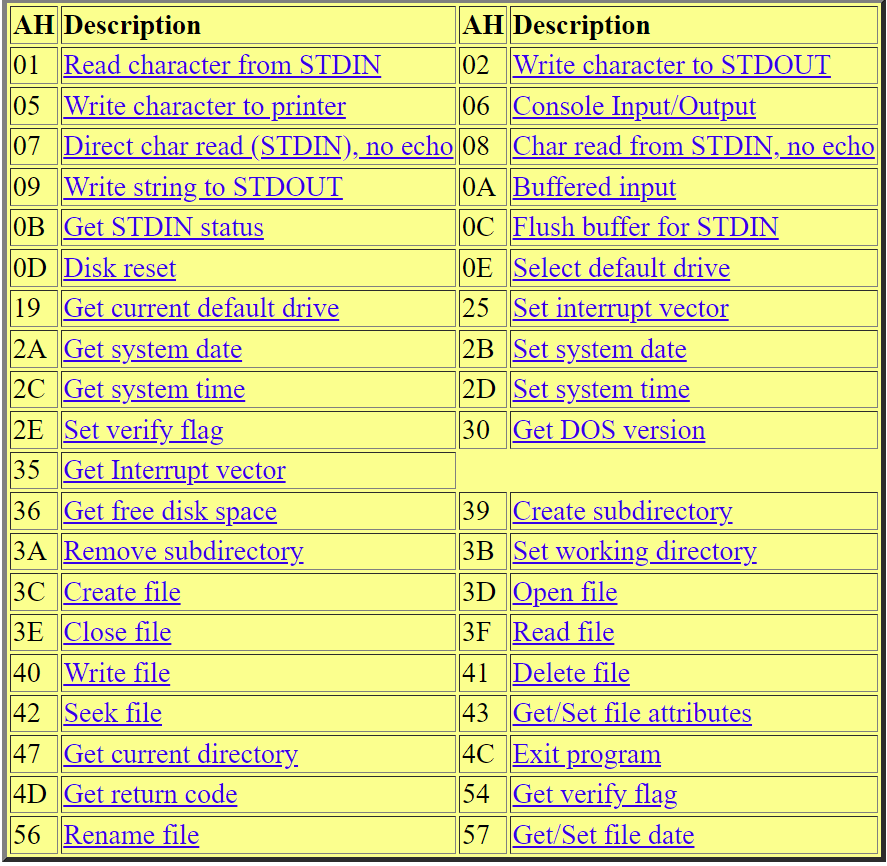 AH Description AH Description
01 Read character from STDIN 02 Write character to STDOUT
05 Write character to printer 06 Console Input/Output
07 Direct char read (STDIN), no echo 08 Char read from STDIN, no echo
09 Write string to STDOUT 0A Buffered input
0B Get STDIN status 0C Flush buffer for STDIN
0D Disk reset 0E Select default drive
19 Get current default drive 25 Set interrupt vector
2A Get system date 2B Set system date
2C Get system time 2D Set system time
2E Set verify flag 30 Get DOS version
35 Get Interrupt vector
36 Get free disk space 39 Create subdirectory
3A Remove subdirectory 3B Set working directory
3C Create file 3D Open file
3E Close file 3F Read file
40 Write file 41 Delete file
42 Seek file 43 Get/Set file attributes
47 Get current directory 4C Exit program
4D Get return code 54 Get verify flag
56 Rename file 57 Get/Set file date